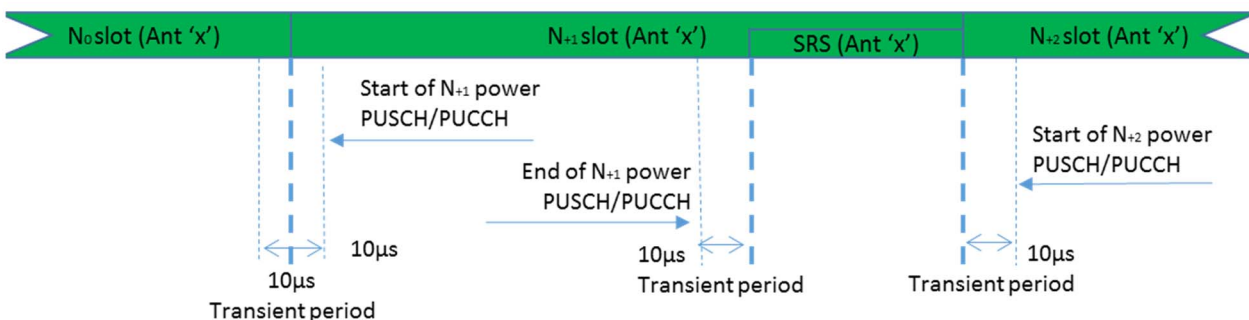 N₀ slot (Ant ‘x’)
N₊₁ slot (Ant ‘x’)
SRS (Ant ‘x’)
N₊₂ slot (Ant ‘x’)
Start of N₊₁ power
PUSCH/PUCCH
End of N₊₁ power
PUSCH/PUCCH
Start of N₊₂ power
PUSCH/PUCCH
10µs
10µs
Transient period
10µs
Transient period
10µs
Transient period